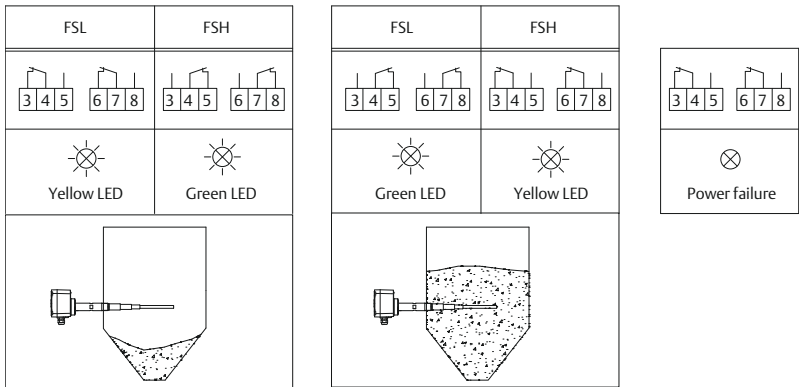 FSL FSH FSL FSH
3 4 5 6 7 8 3 4 5 6 7 8 3 4 5 6 7 8 3 4 5 6 7 8 3 4 5 6 7 8
Yellow LED Green LED Green LED Yellow LED Power failure